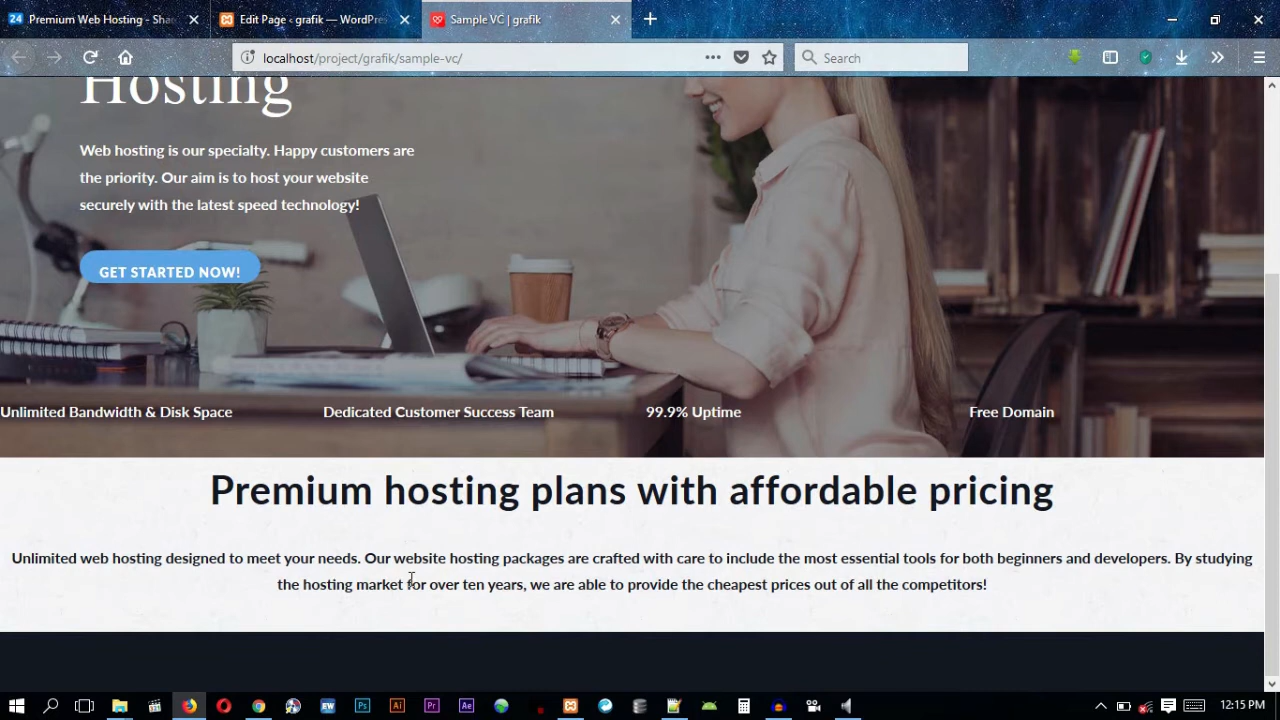 24 Premium Web Hosting - Sha
Edit Page ‹ grafik — WordPre
Sample VC | grafik
localhost/project/grafik/sample-vc/
Search
Hosting
Web hosting is our specialty. Happy customers are
the priority. Our aim is to host your website
securely with the latest speed technology!
GET STARTED NOW!
Unlimited Bandwidth & Disk Space
Dedicated Customer Success Team
99.9% Uptime
Free Domain
Premium hosting plans with affordable pricing
Unlimited web hosting designed to meet your needs. Our website hosting packages are crafted with care to include the most essential tools for both beginners and developers. By studying
the hosting market for over ten years, we are able to provide the cheapest prices out of all the competitors!
EW
Ps
Ai
Pr
Ae
12:15 PM